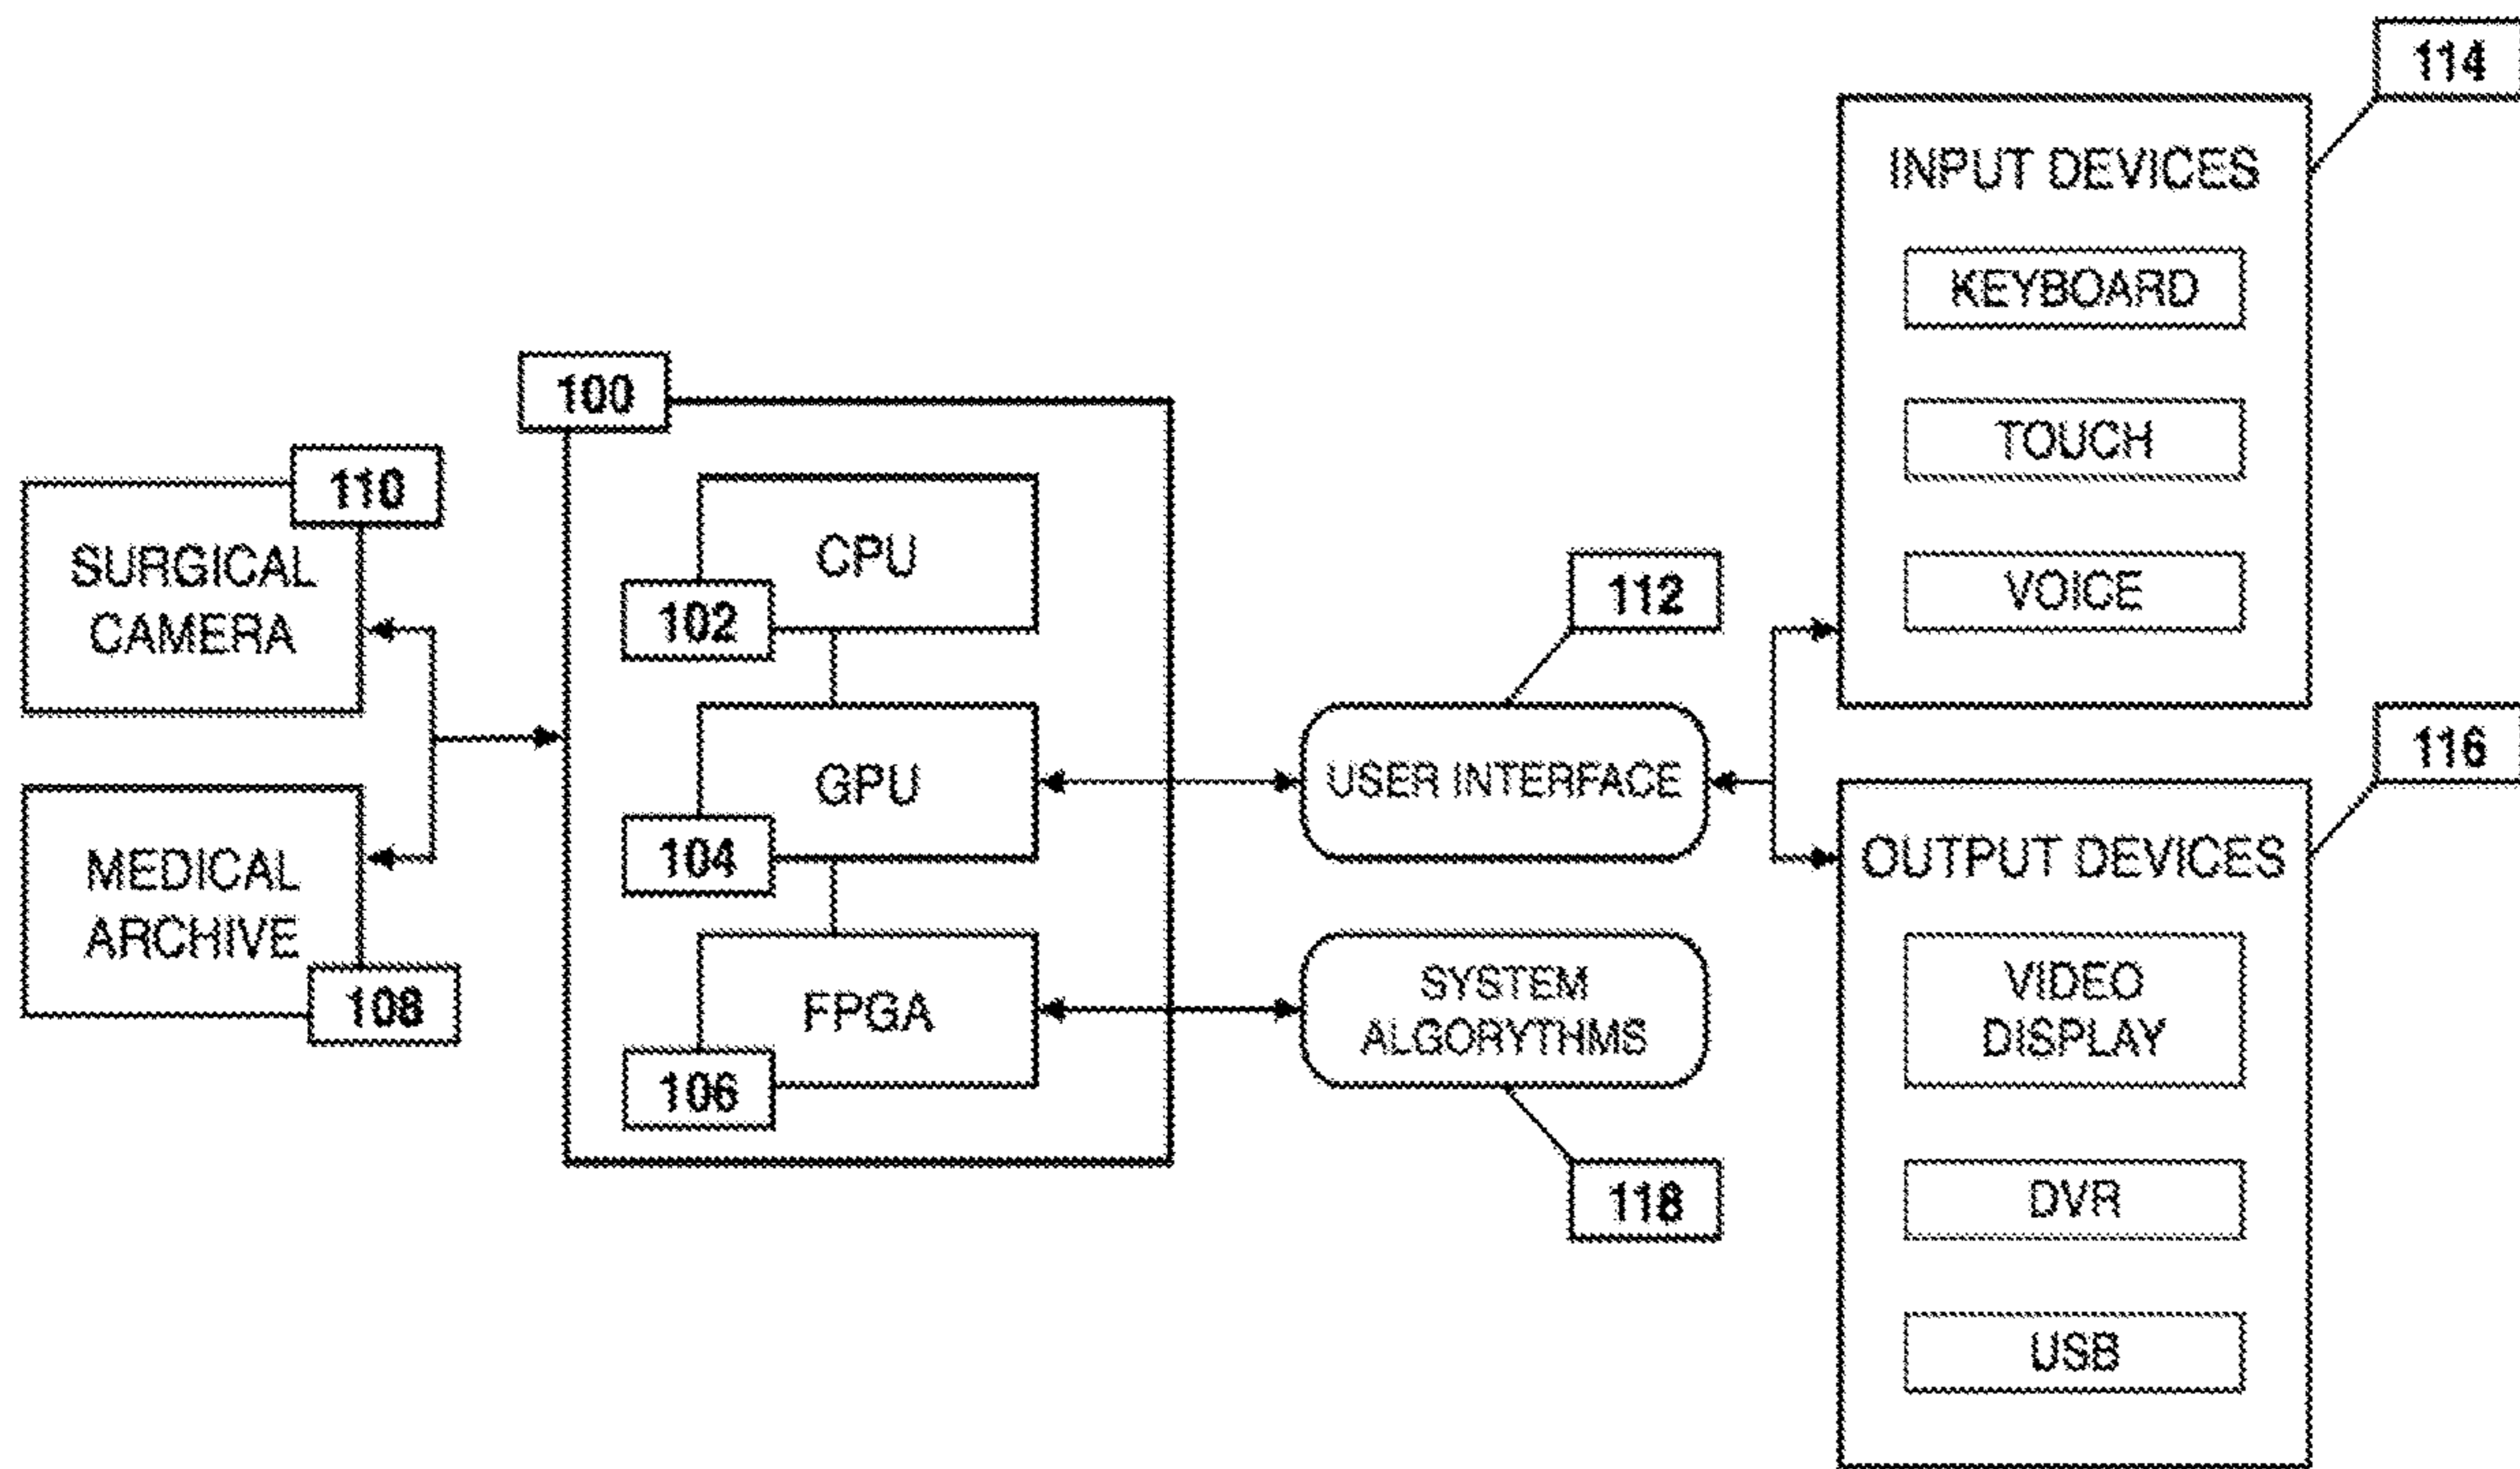 114
INPUT DEVICES
KEYBOARD
TOUCH
VOICE
100
110
SURGICAL
CAMERA
CPU
102
GPU
104
FPGA
106
MEDICAL
ARCHIVE
108
112
USER INTERFACE
SYSTEM
ALGORYTHMS
118
116
OUTPUT DEVICES
VIDEO
DISPLAY
DVR
USB